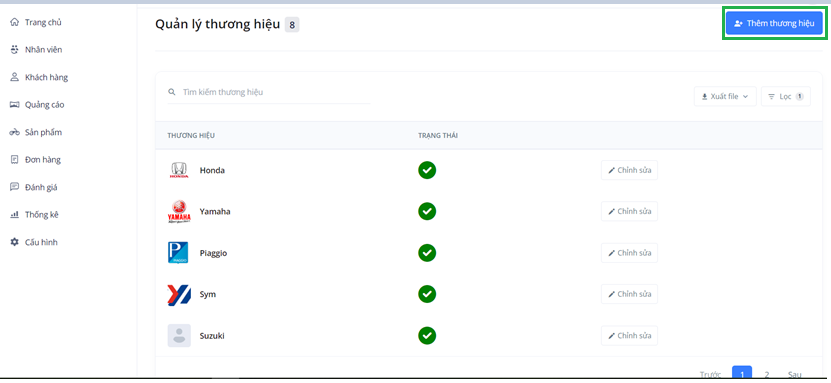 Trang chủ
Nhân viên
Khách hàng
Quảng cáo
Sản phẩm
Đơn hàng
Đánh giá
Thống kê
Cấu hình
Quản lý thương hiệu 8
Thêm thương hiệu
Tìm kiếm thương hiệu
Xuất file
Lọc 1
THƯƠNG HIỆU TRẠNG THÁI
HONDA Honda Chỉnh sửa
YAMAHA Yamaha Chỉnh sửa
P PIAGGIO Piaggio Chỉnh sửa
Sym Chỉnh sửa
Suzuki Chỉnh sửa
Trước 1 2 Sau